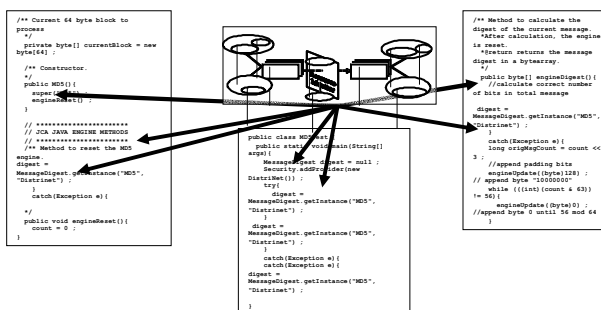 /** Current 64 byte block to
process
*/
private byte[] currentBlock = new
byte[64] ;
/** Constructor.
*/
public MD5(){
super(
engineReset() ;
}
// ************************
// JCA JAVA ENGINE METHODS
// ************************
/** Method to reset the MD5
engine.
digest =
MessageDigest.getInstance("MD5",
"Distrinet") ;
}
catch(Exception e){
*/
public void engineReset(){
count = 0 ;
}
public class
public static void main(String[]
args){
MessageDigest digest = null ;
Security.addProvider(new
DistriNet()) ;
try{
digest =
MessageDigest.getInstance("MD5",
"Distrinet") ;
}
digest =
MessageDigest.getInstance("MD5",
"Distrinet") ;
}
catch(Exception e){
catch(Exception e){
digest =
MessageDigest.getInstance("MD5",
"Distrinet") ;
}
/** Method to calculate the
digest of the current message.
*After calculation, the engine
is reset.
*@return returns the message
digest in a bytearray.
*/
public byte[] engineDigest(){
//calculate correct number
of bits in total message
digest =
MessageDigest.getInstance("MD5",
"Distrinet") ;
}
catch(Exception e){
long origMsgCount = count <<
3 ;
//append padding bits
engineUpdate((byte)128) ;
// append byte "10000000"
while (((int)(count & 63))
!= 56){
engineUpdate((byte)0) ;
//append byte 0 until 56 mod 64
}